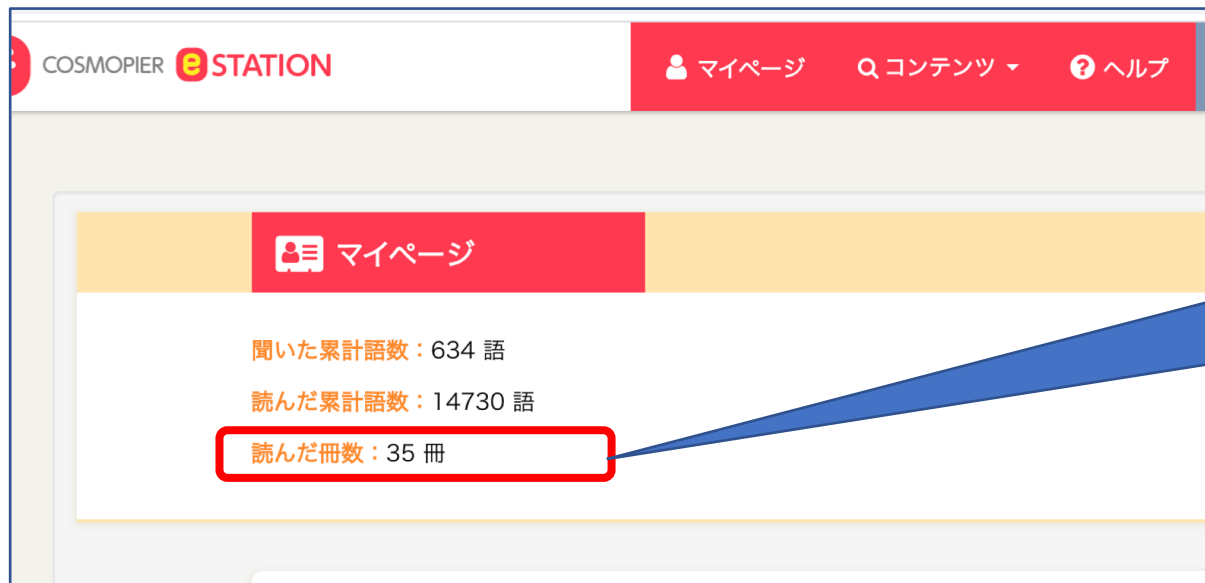 COSMOPIER eSTATION
マイページ
コンテンツ
ヘルプ
マイページ
聞いた累計語数：634 語
読んだ累計語数：14730 語
読んだ冊数：35 冊